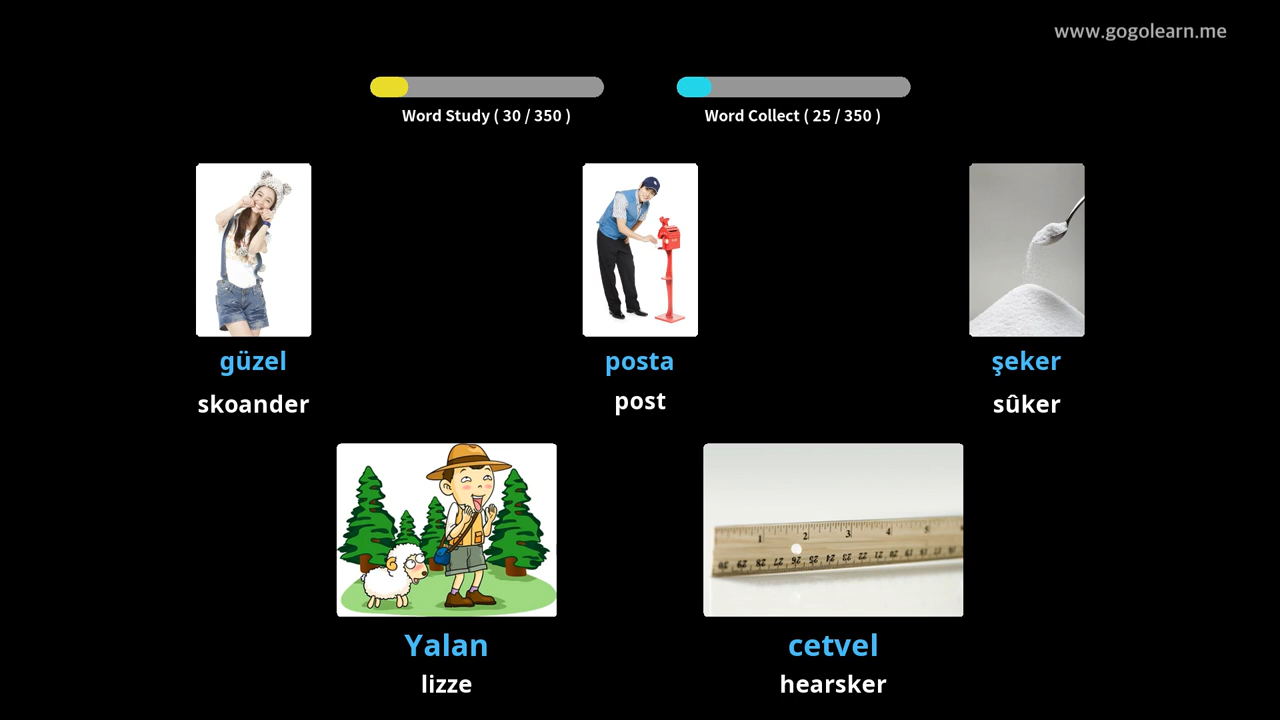 www.gogolearn.me
Word Study ( 30 / 350 )
Word Collect ( 25 / 350 )
güzel
skoander
posta
post
şeker
sûker
Yalan
lizze
cetvel
hearsker